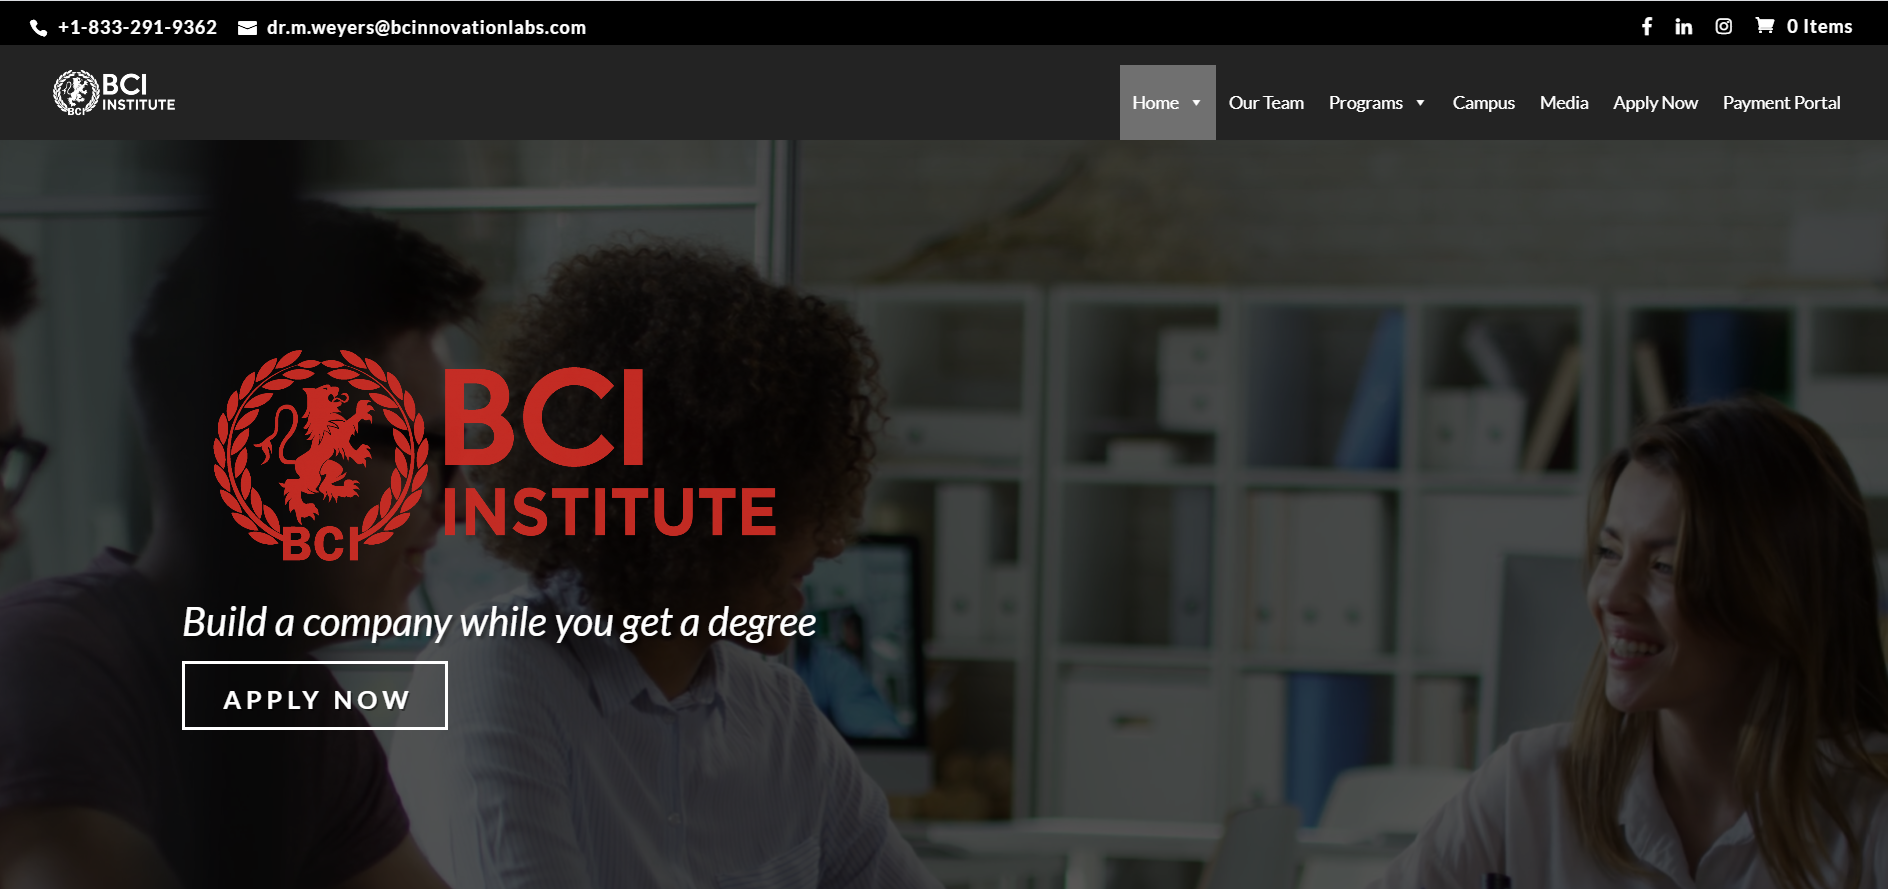 +1-833-291-9362 dr.m.weyers@bcinnovationlabs.com 0 Items
BCI
INSTITUTE
BCI
Home Our Team Programs Campus Media Apply Now Payment Portal
BCI
INSTITUTE
BCI
Build a company while you get a degree
APPLY NOW